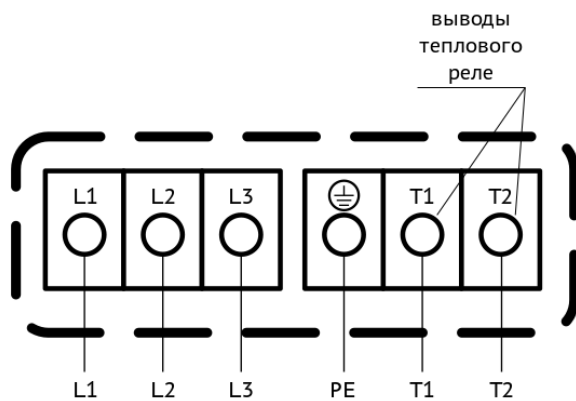 выводы
теплового
реле
L1 L2 L3 T1 T2
L1 L2 L3 PE T1 T2